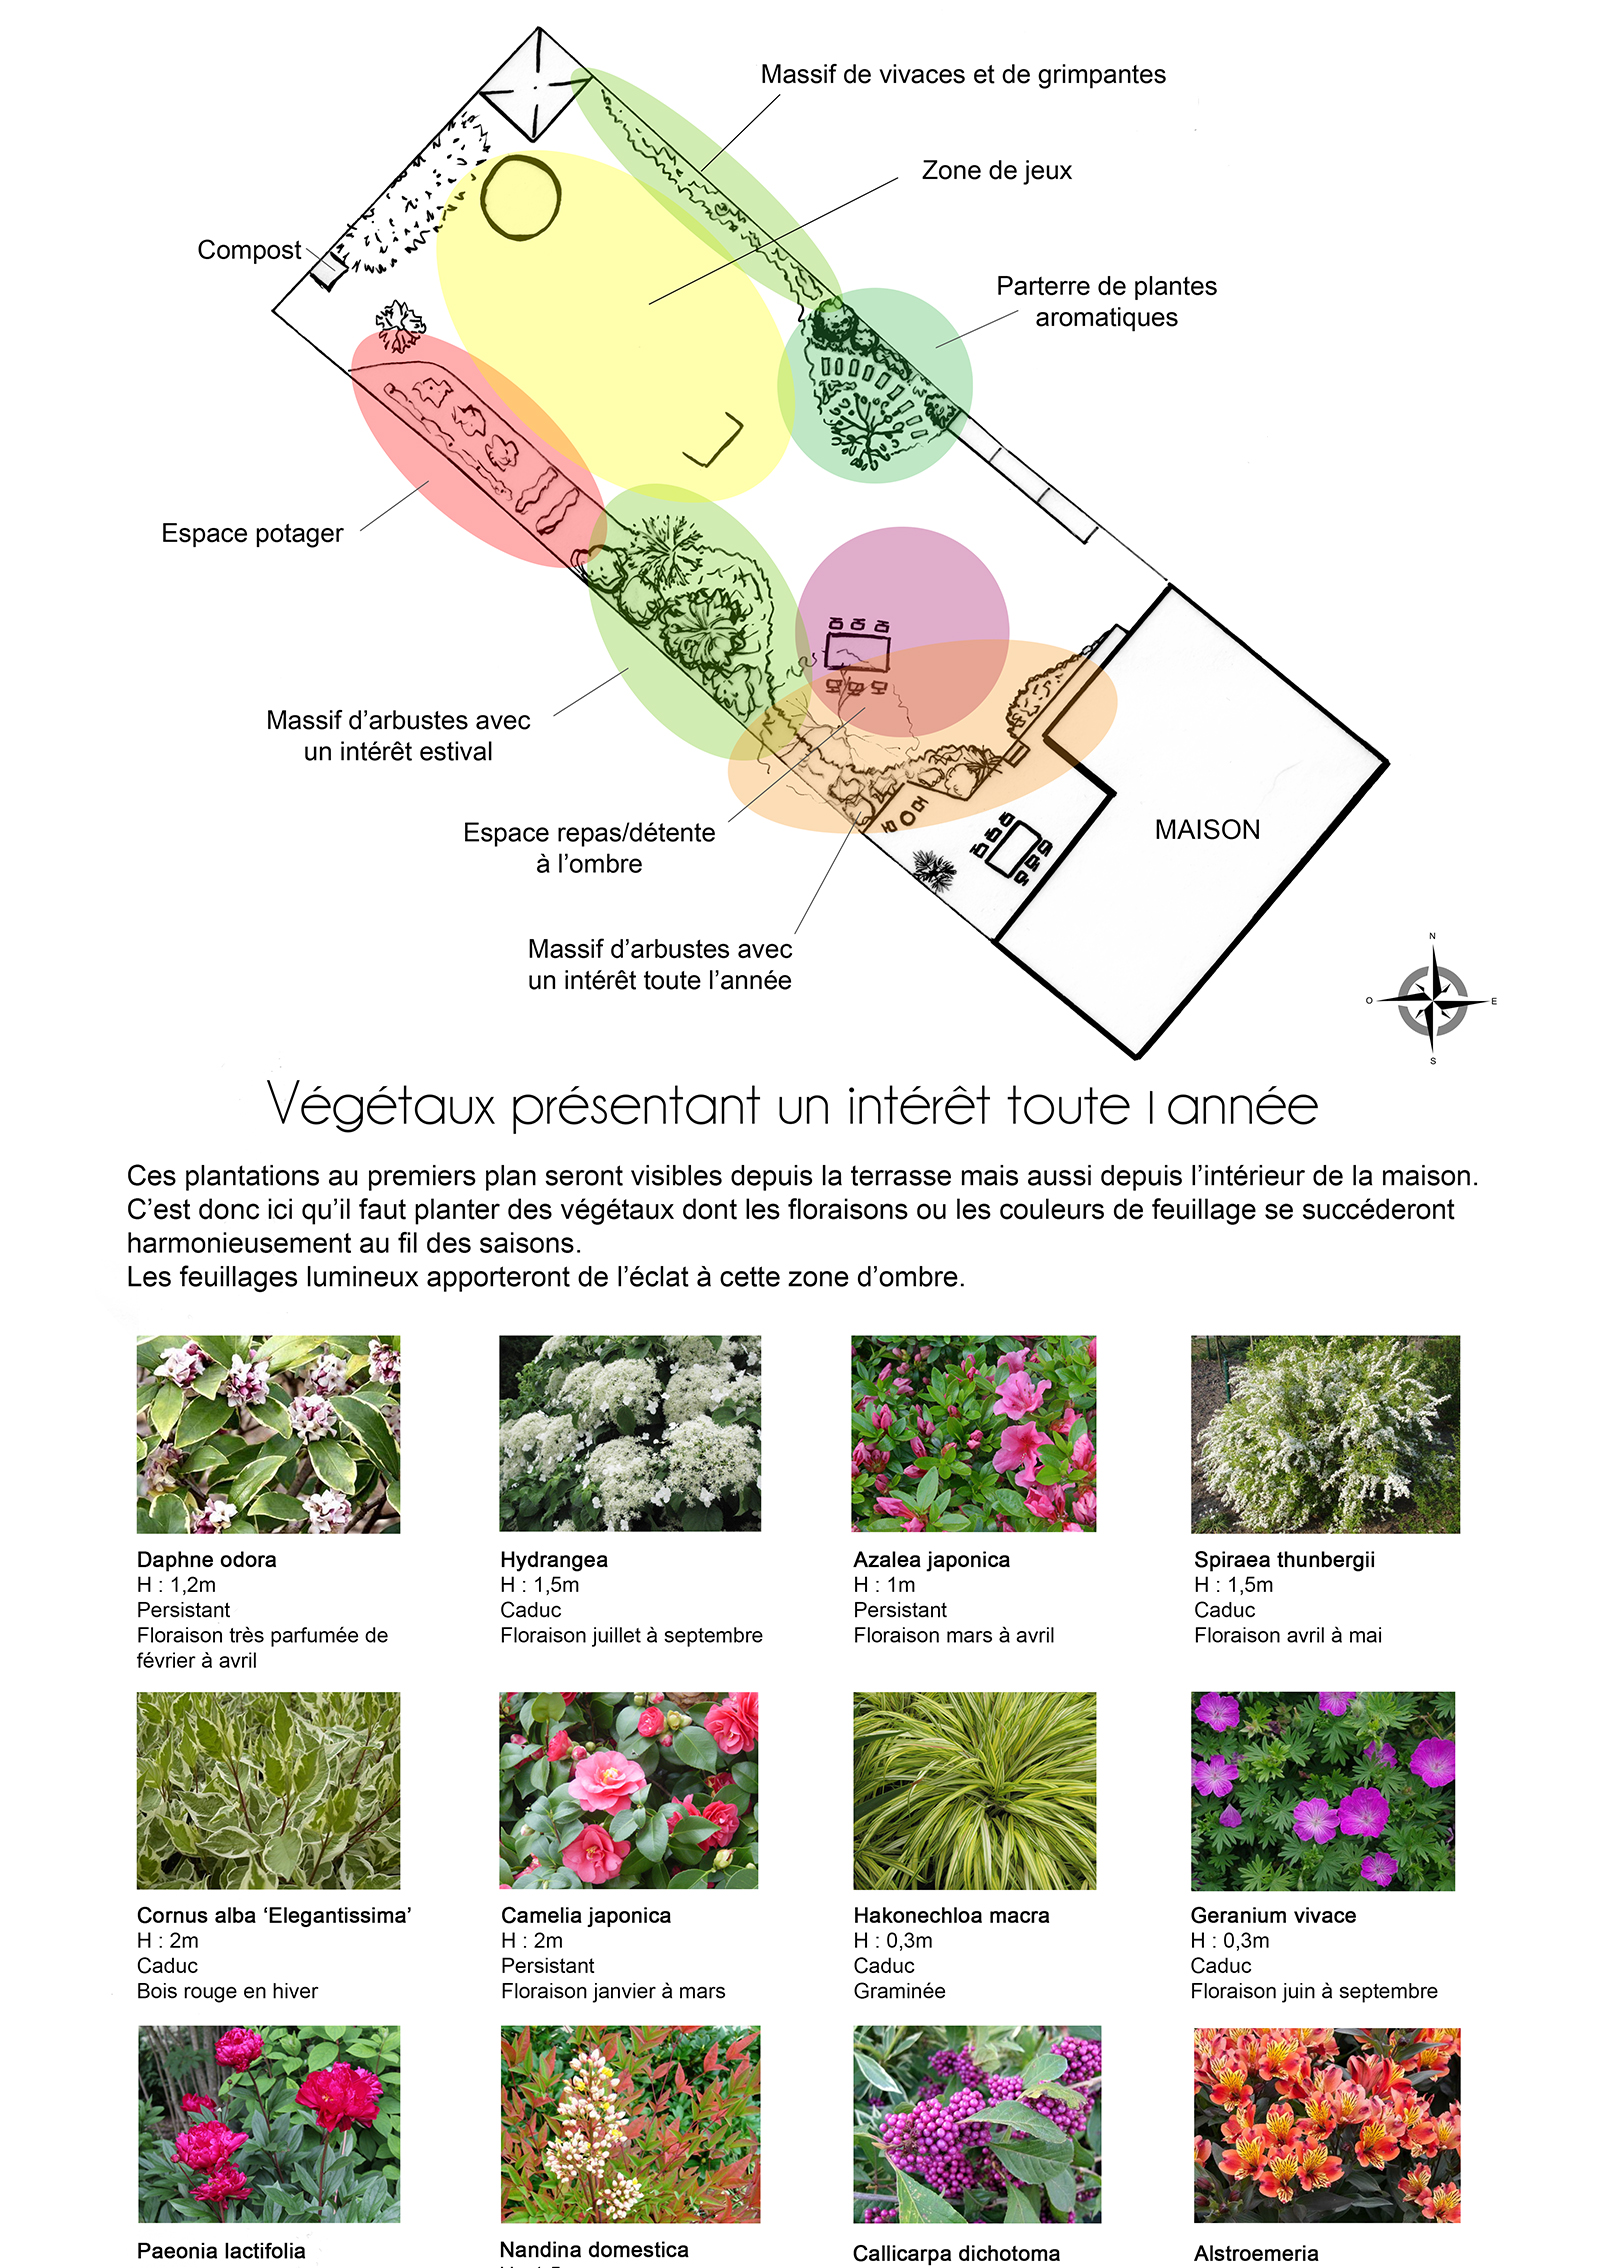 Massif de vivaces et de grimpantes
Zone de jeux
Compost
Parterre de plantes
aromatiques
Espace potager
Massif d’arbustes avec
un intérêt estival
Espace repas/détente
à l’ombre
MAISON
Massif d’arbustes avec
un intérêt toute l’année
N
O
E
S
Végétaux présentant un intérêt toute l année
Ces plantations au premiers plan seront visibles depuis la terrasse mais aussi depuis l’intérieur de la maison.
C’est donc ici qu’il faut planter des végétaux dont les floraisons ou les couleurs de feuillage se succéderont
harmonieusement au fil des saisons.
Les feuillages lumineux apporteront de l’éclat à cette zone d’ombre.
Daphne odora
H : 1,2m
Persistant
Floraison très parfumée de
février à avril
Hydrangea
H : 1,5m
Caduc
Floraison juillet à septembre
Azalea japonica
H : 1m
Persistant
Floraison mars à avril
Spiraea thunbergii
H : 1,5m
Caduc
Floraison avril à mai
Cornus alba ‘Elegantissima’
H : 2m
Caduc
Bois rouge en hiver
Camelia japonica
H : 2m
Persistant
Floraison janvier à mars
Hakonechloa macra
H : 0,3m
Caduc
Graminée
Geranium vivace
H : 0,3m
Caduc
Floraison juin à septembre
Paeonia lactifolia
Nandina domestica
Callicarpa dichotoma
Alstroemeria